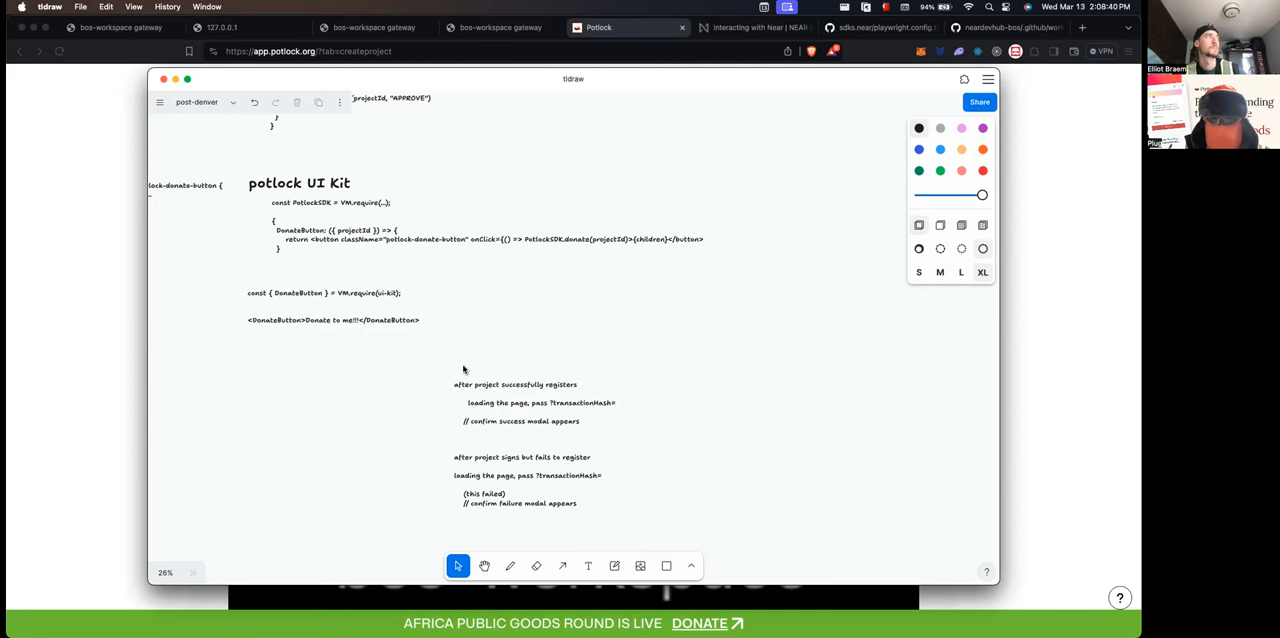 tldraw File Edit View History Window 94% Wed Mar 13 2:08:40 PM
bos-workspace gateway
127.0.0.1
bos-workspace gateway
bos-workspace gateway
Potlock
Interacting with Near | NEAR
sdks.near/playwright.config.
neardevhub-bos/.github/wor
https://app.potlock.org/?tab=createproject
VPN
tldraw
post-denver
projectId, "APPROVE")
Share
}
}
lock-donate-button {
potlock UI Kit
const PotlockSDK = VM.require(...);
{
DonateButton: ({ projectId }) => {
return <button className="potlock-donate-button" onClick={() => PotlockSDK.donate(projectId)>{children}</button>
}
const { DonateButton } = VM.require(ui-kit);
<DonateButton>Donate to me!!!</DonateButton>
after project successfully registers
loading the page, pass ?transactionHash=
// confirm success modal appears
after project signs but fails to register
loading the page, pass ?transactionHash=
(this failed)
// confirm failure modal appears
S M L XL
26%
?
?
AFRICA PUBLIC GOODS ROUND IS LIVE DONATE
Elliot Braem
Plug